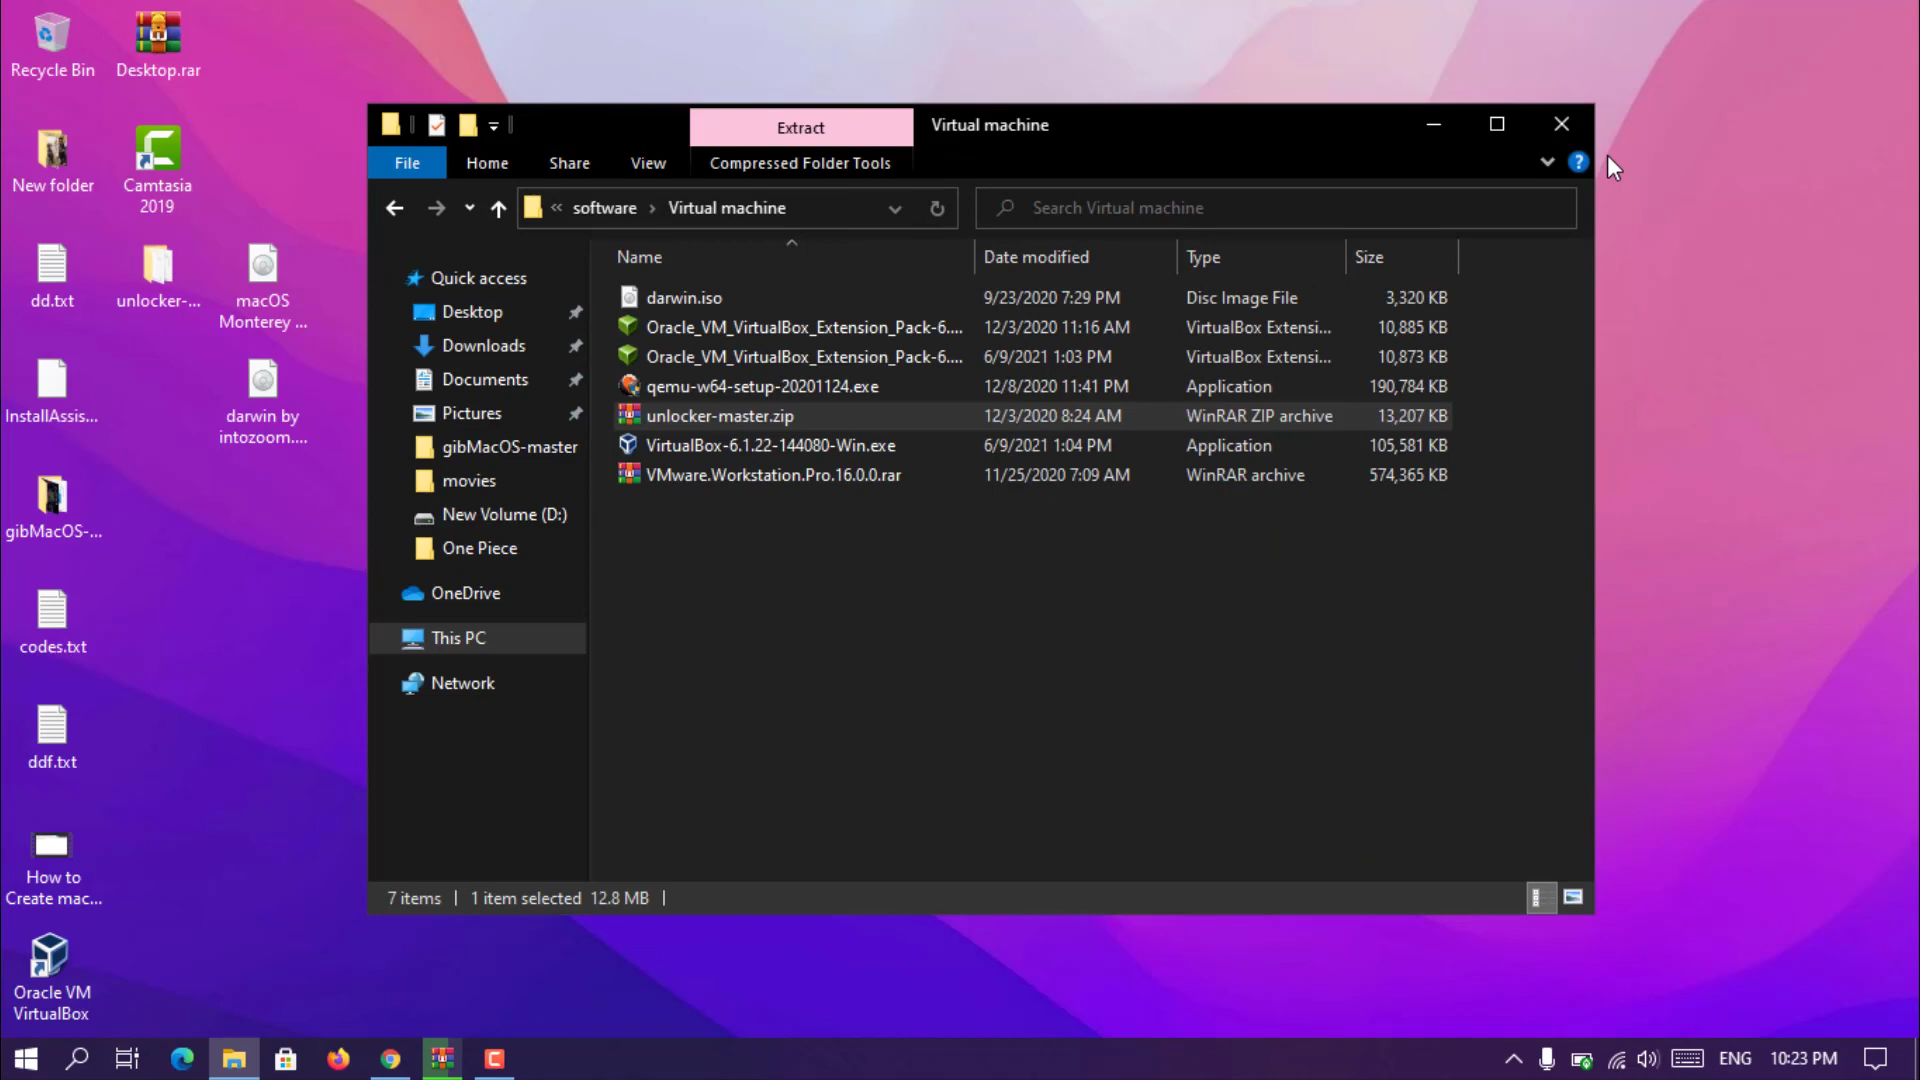 Recycle Bin
Desktop.rar
New folder
Camtasia
2019
dd.txt
unlocker-...
macOS
Monterey ...
InstallAssis...
darwin by
intozoom....
gibMacOS-...
codes.txt
ddf.txt
How to
Create mac...
Oracle VM
VirtualBox
Extract
Virtual machine
File
Home
Share
View
Compressed Folder Tools
?
« software › Virtual machine
Search Virtual machine
Quick access
Desktop
Downloads
Documents
Pictures
gibMacOS-master
movies
New Volume (D:)
One Piece
OneDrive
This PC
Network
Name Date modified Type Size
darwin.iso 9/23/2020 7:29 PM Disc Image File 3,320 KB
Oracle_VM_VirtualBox_Extension_Pack-6.... 12/3/2020 11:16 AM VirtualBox Extensi... 10,885 KB
Oracle_VM_VirtualBox_Extension_Pack-6.... 6/9/2021 1:03 PM VirtualBox Extensi... 10,873 KB
qemu-w64-setup-20201124.exe 12/8/2020 11:41 PM Application 190,784 KB
unlocker-master.zip 12/3/2020 8:24 AM WinRAR ZIP archive 13,207 KB
VirtualBox-6.1.22-144080-Win.exe 6/9/2021 1:04 PM Application 105,581 KB
VMware.Workstation.Pro.16.0.0.rar 11/25/2020 7:09 AM WinRAR archive 574,365 KB
7 items | 1 item selected 12.8 MB |
ENG 10:23 PM